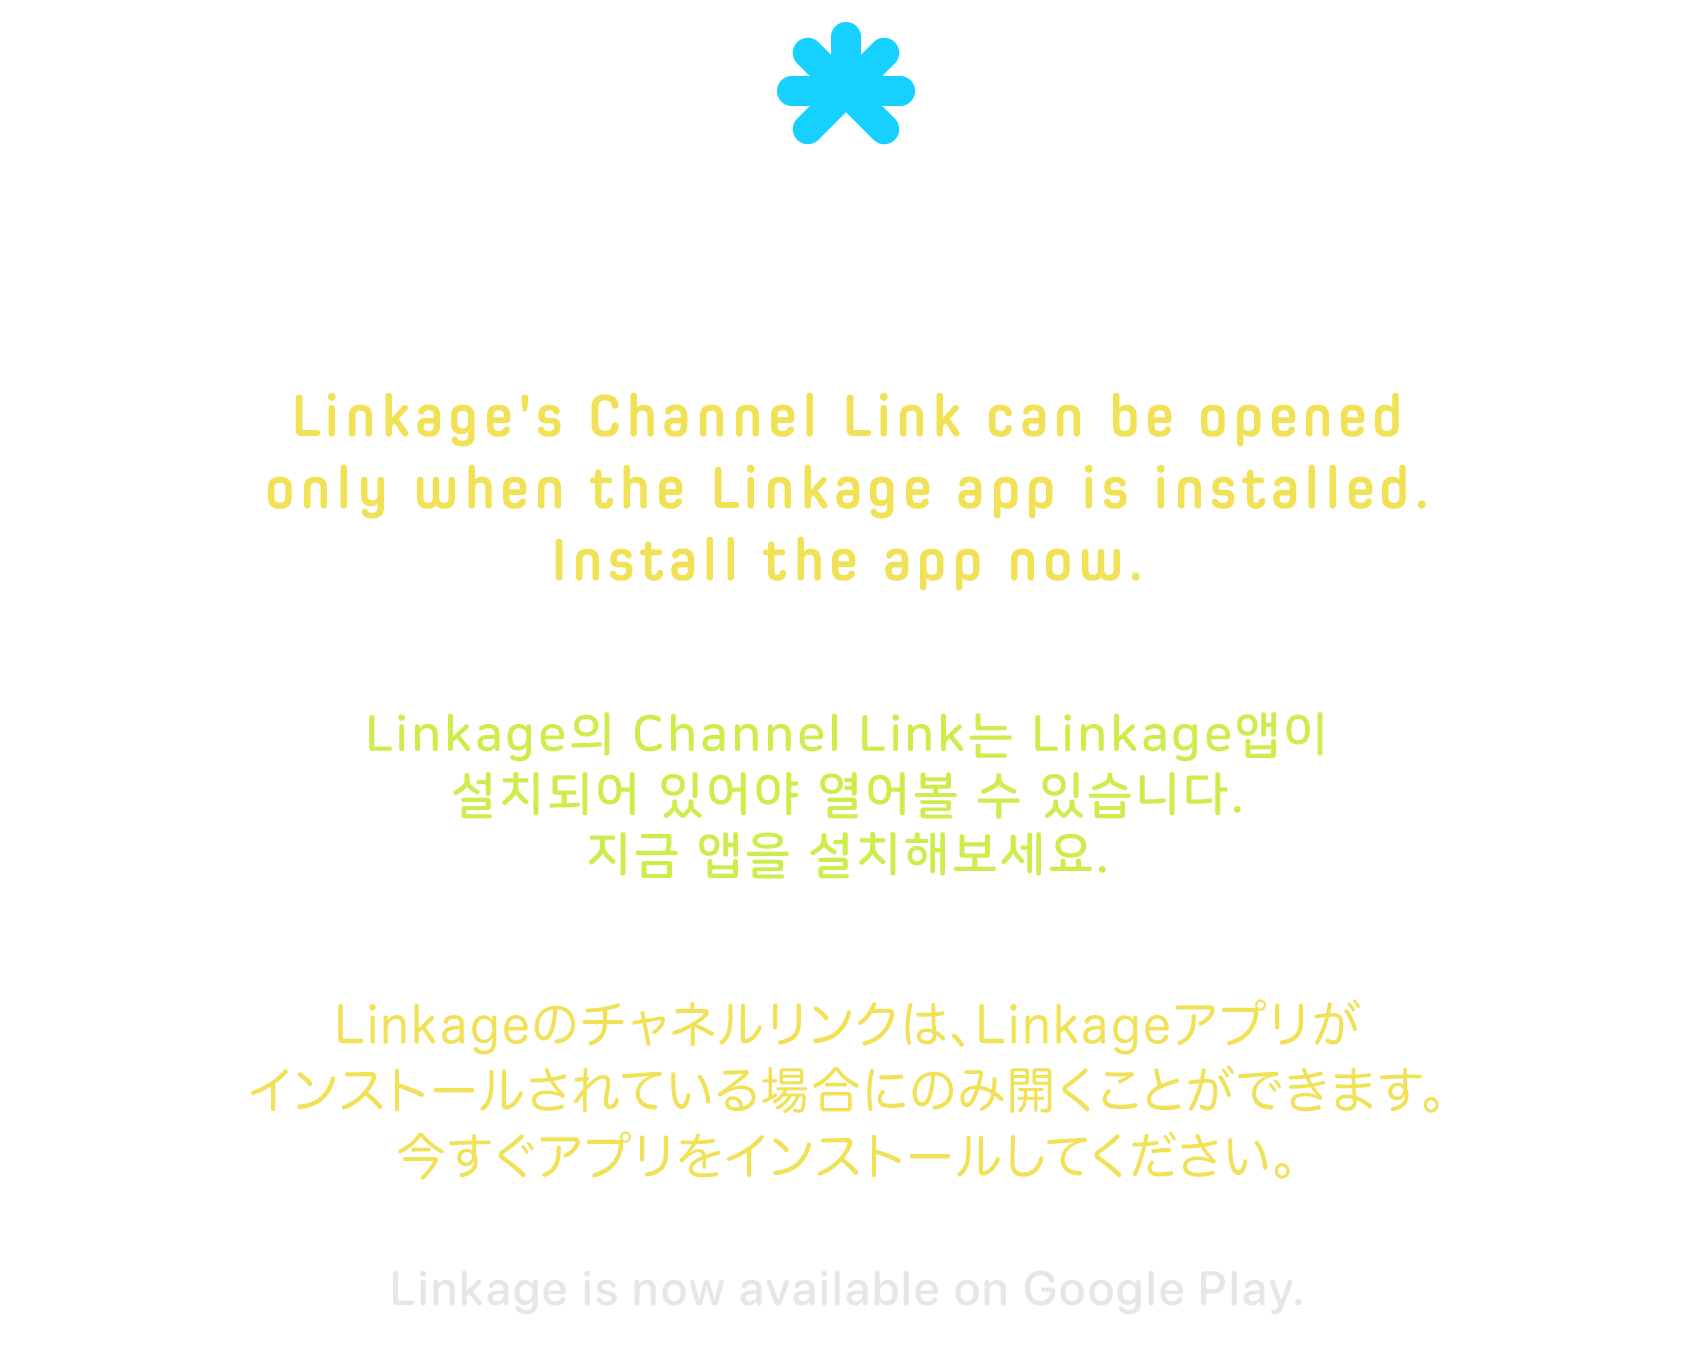 Linkage's Channel Link can be opened
only when the Linkage app is installed.
Install the app now.
Linkage의 Channel Link는 Linkage앱이
설치되어 있어야 열어볼 수 있습니다.
지금 앱을 설치해보세요.
Linkageのチャネルリンクは、Linkageアプリが
インストールされている場合にのみ開くことができます。
今すぐアプリをインストールしてください。
Linkage is now available on Google Play.